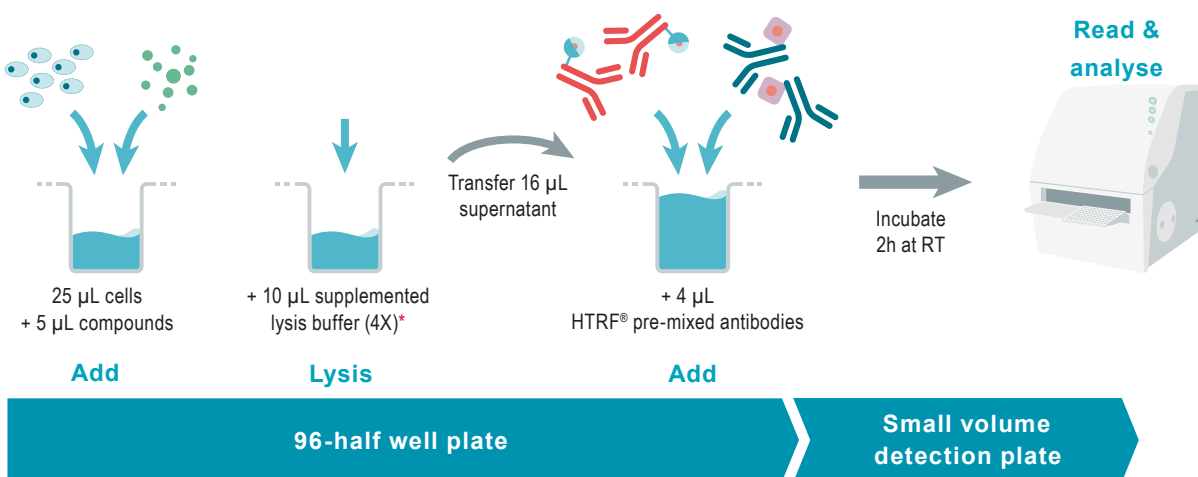 Read &
analyse
Transfer 16 µL
supernatant
Incubate
2h at RT
25 µL cells
+ 5 µL compounds
+ 10 µL supplemented
lysis buffer (4X)*
+ 4 µL
HTRF® pre-mixed antibodies
Add
Lysis
Add
96-half well plate
Small volume
detection plate